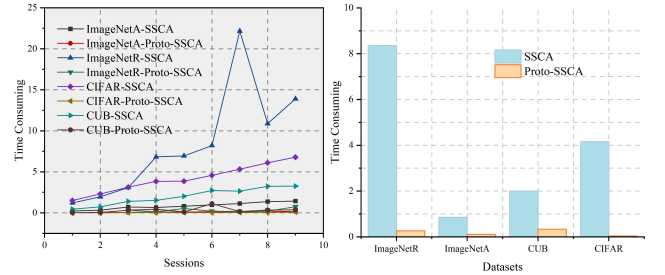 25
20
15
10
5
0
Time Consuming
ImageNetA-SSCA
ImageNetA-Proto-SSCA
ImageNetR-SSCA
ImageNetR-Proto-SSCA
CIFAR-SSCA
CIFAR-Proto-SSCA
CUB-SSCA
CUB-Proto-SSCA
0 2 4 6 8 10
Sessions
10
8
6
4
2
0
Time Consuming
SSCA
Proto-SSCA
ImageNetR ImageNetA CUB CIFAR
Datasets